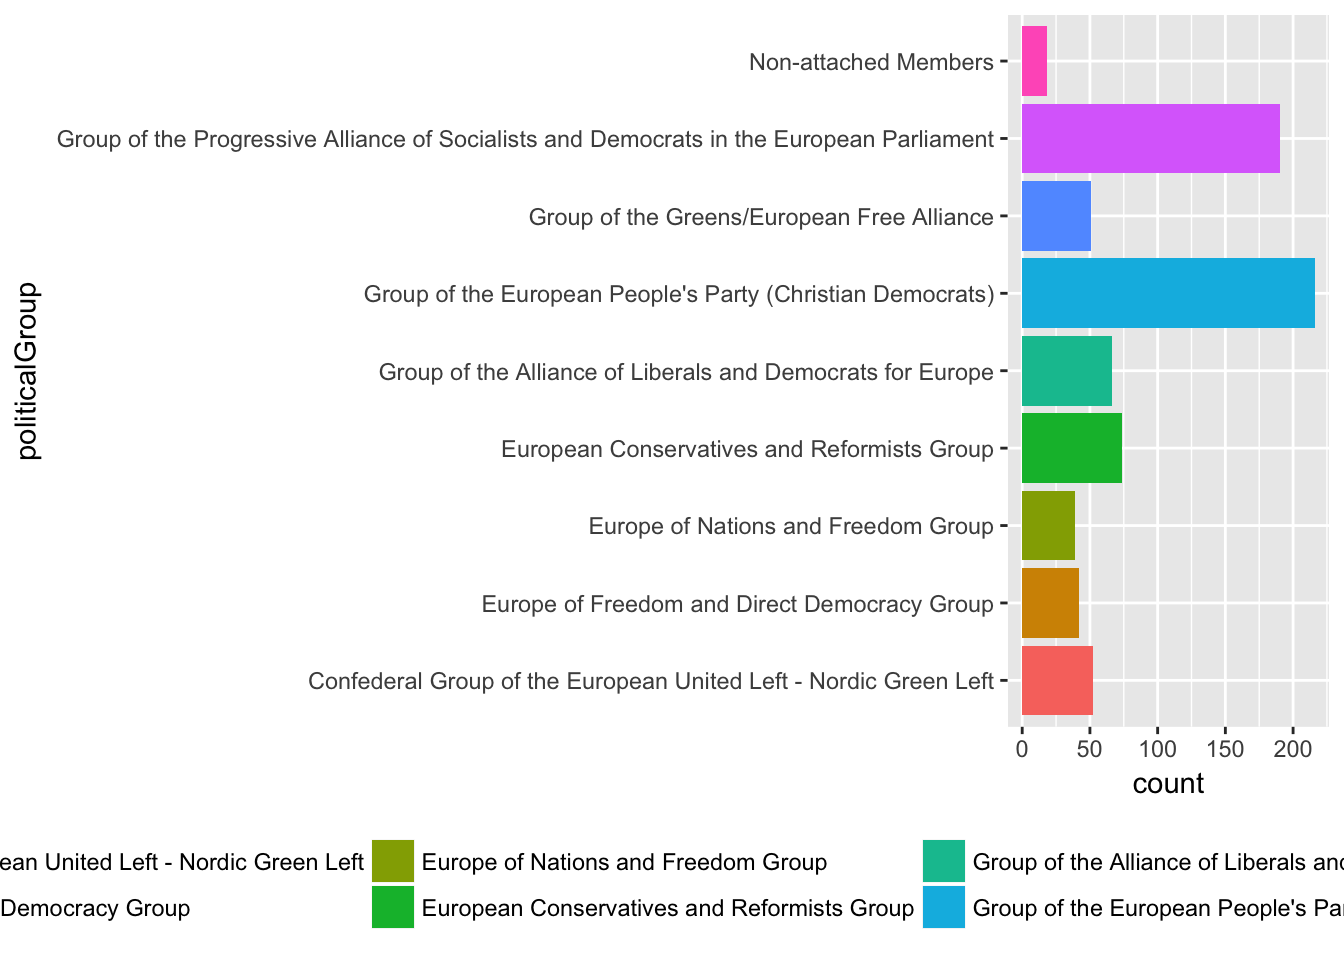 Non-attached Members
Group of the Progressive Alliance of Socialists and Democrats in the European Parliament
Group of the Greens/European Free Alliance
Group of the European People's Party (Christian Democrats)
Group of the Alliance of Liberals and Democrats for Europe
European Conservatives and Reformists Group
Europe of Nations and Freedom Group
Europe of Freedom and Direct Democracy Group
Confederal Group of the European United Left - Nordic Green Left
politicalGroup
0 50 100 150 200
count
ean United Left - Nordic Green Left Europe of Nations and Freedom Group Group of the Alliance of Liberals and
Democracy Group European Conservatives and Reformists Group Group of the European People's Par